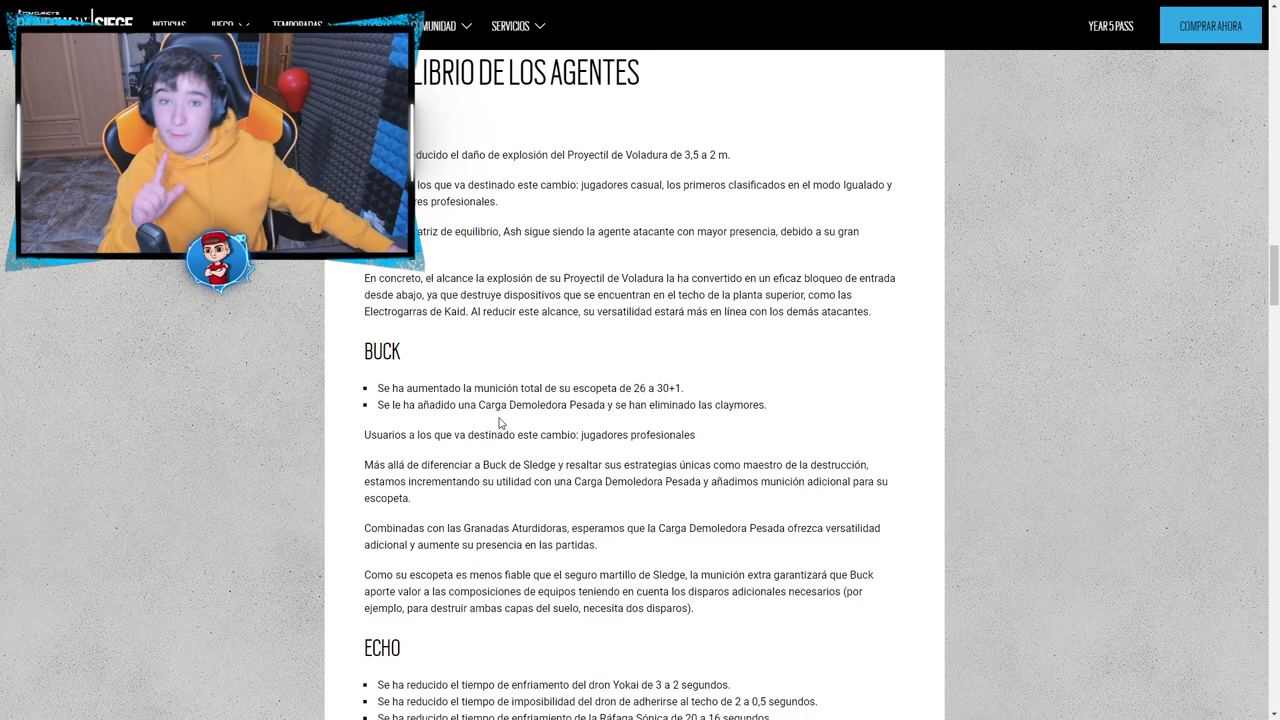 TOM CLANCY'S
SIEGE
NOTICIAS JUEGO TEMPORADAS COMUNIDAD SERVICIOS YEAR 5 PASS COMPRAR AHORA
LIBRIO DE LOS AGENTES
educido el daño de explosión del Proyectil de Voladura de 3,5 a 2 m.
los que va destinado este cambio: jugadores casual, los primeros clasificados en el modo Igualado y
es profesionales.
atriz de equilibrio, Ash sigue siendo la agente atacante con mayor presencia, debido a su gran
En concreto, el alcance la explosión de su Proyectil de Voladura la ha convertido en un eficaz bloqueo de entrada
desde abajo, ya que destruye dispositivos que se encuentran en el techo de la planta superior, como las
Electrogarras de Kaid. Al reducir este alcance, su versatilidad estará más en línea con los demás atacantes.
BUCK
Se ha aumentado la munición total de su escopeta de 26 a 30+1.
Se le ha añadido una Carga Demoledora Pesada y se han eliminado las claymores.
Usuarios a los que va destinado este cambio: jugadores profesionales
Más allá de diferenciar a Buck de Sledge y resaltar sus estrategias únicas como maestro de la destrucción,
estamos incrementando su utilidad con una Carga Demoledora Pesada y añadimos munición adicional para su
escopeta.
Combinadas con las Granadas Aturdidoras, esperamos que la Carga Demoledora Pesada ofrezca versatilidad
adicional y aumente su presencia en las partidas.
Como su escopeta es menos fiable que el seguro martillo de Sledge, la munición extra garantizará que Buck
aporte valor a las composiciones de equipos teniendo en cuenta los disparos adicionales necesarios (por
ejemplo, para destruir ambas capas del suelo, necesita dos disparos).
ECHO
Se ha reducido el tiempo de enfriamento del dron Yokai de 3 a 2 segundos.
Se ha reducido el tiempo de imposibilidad del dron de adherirse al techo de 2 a 0,5 segundos.
Se ha reducido el tiempo de enfriamiento de la Ráfaga Sónica de 20 a 16 segundos.